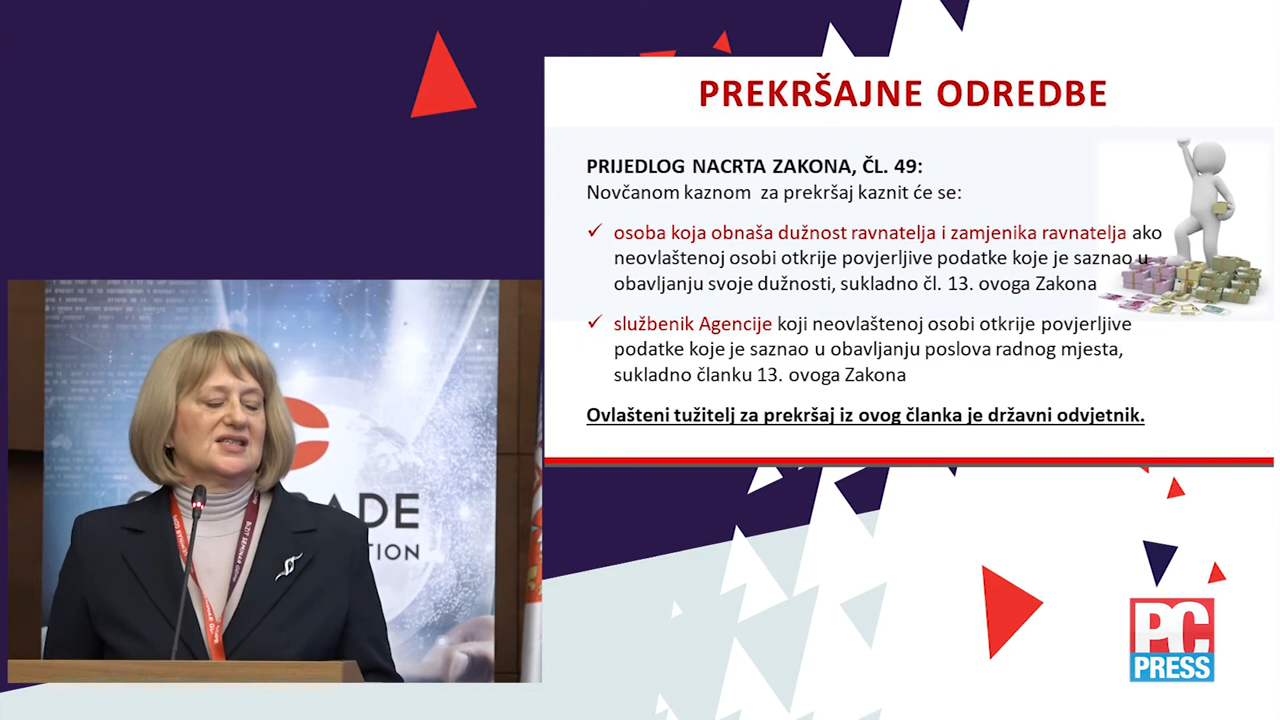 PREKRŠAJNE ODREDBE
PRIJEDLOG NACRTA ZAKONA, ČL. 49:
Novčanom kaznom za prekršaj kaznit će se:
✓ osoba koja obnaša dužnost ravnatelja i zamjenika ravnatelja ako
neovlaštenoj osobi otkrije povjerljive podatke koje je saznao u
obavljanju svoje dužnosti, sukladno čl. 13. ovoga Zakona
✓ službenik Agencije koji neovlaštenoj osobi otkrije povjerljive
podatke koje je saznao u obavljanju poslova radnog mjesta,
sukladno članku 13. ovoga Zakona
Ovlašteni tužitelj za prekršaj iz ovog članka je državni odvjetnik.
PC
PRESS